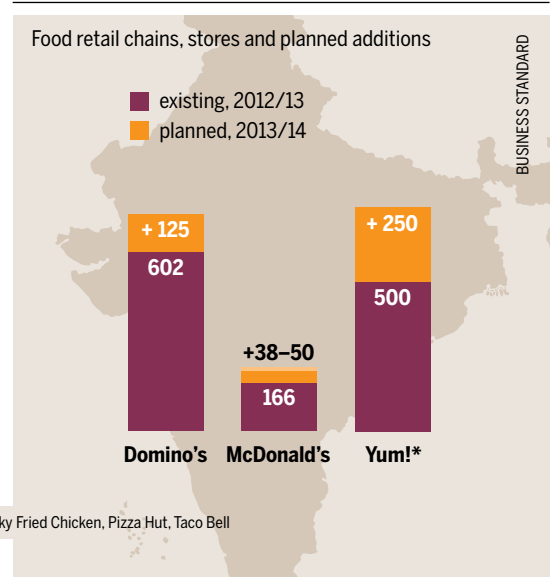 Food retail chains, stores and planned additions
BUSINESS STANDARD
existing, 2012/13
planned, 2013/14
+ 125
602
+38–50
166
+ 250
500
Domino's McDonald's Yum!*
Fried Chicken, Pizza Hut, Taco Bell